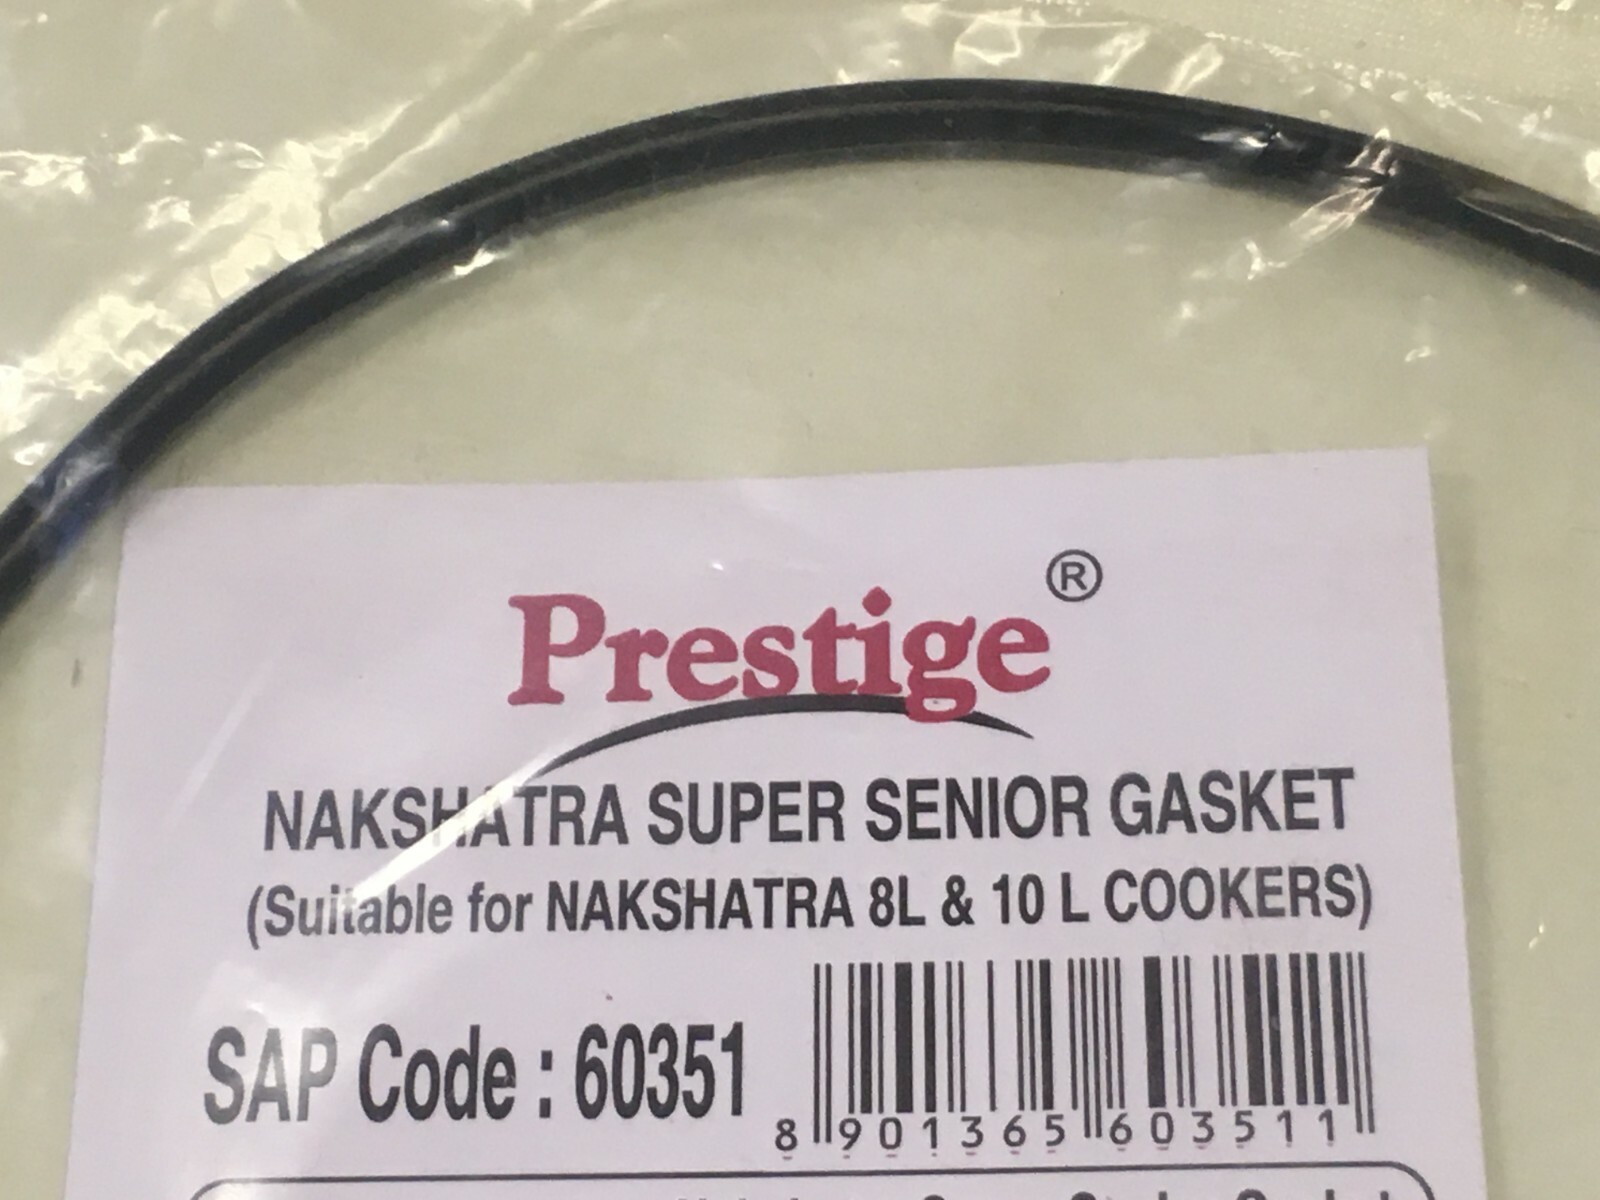 Prestige®
NAKSHATRA SUPER SENIOR GASKET
(Suitable for NAKSHATRA 8L & 10 L COOKERS)
SAP Code : 60351
8 901365 603511